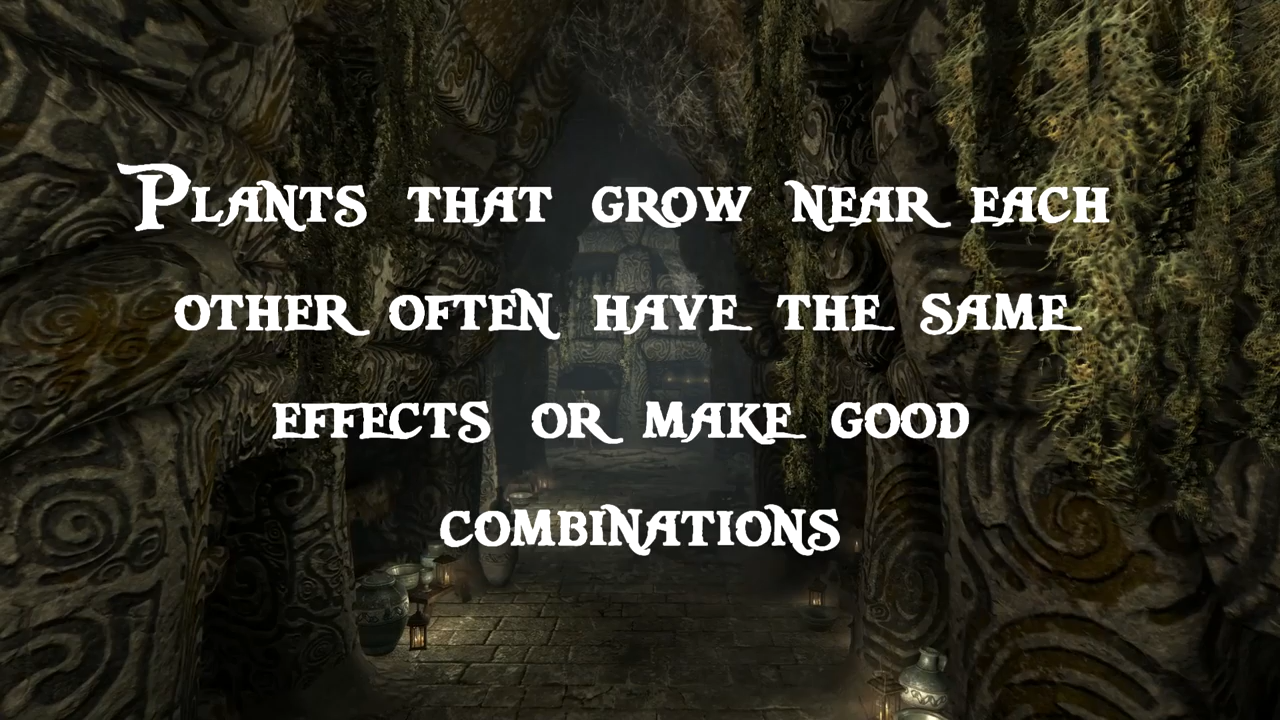 Plants that grow near each
other often have the same
effects or make good
combinations